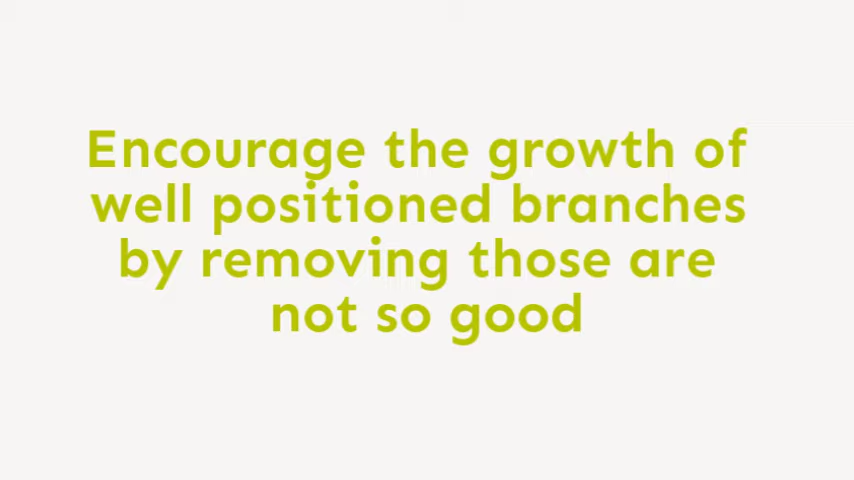 Encourage the growth of
well positioned branches
by removing those are
not so good